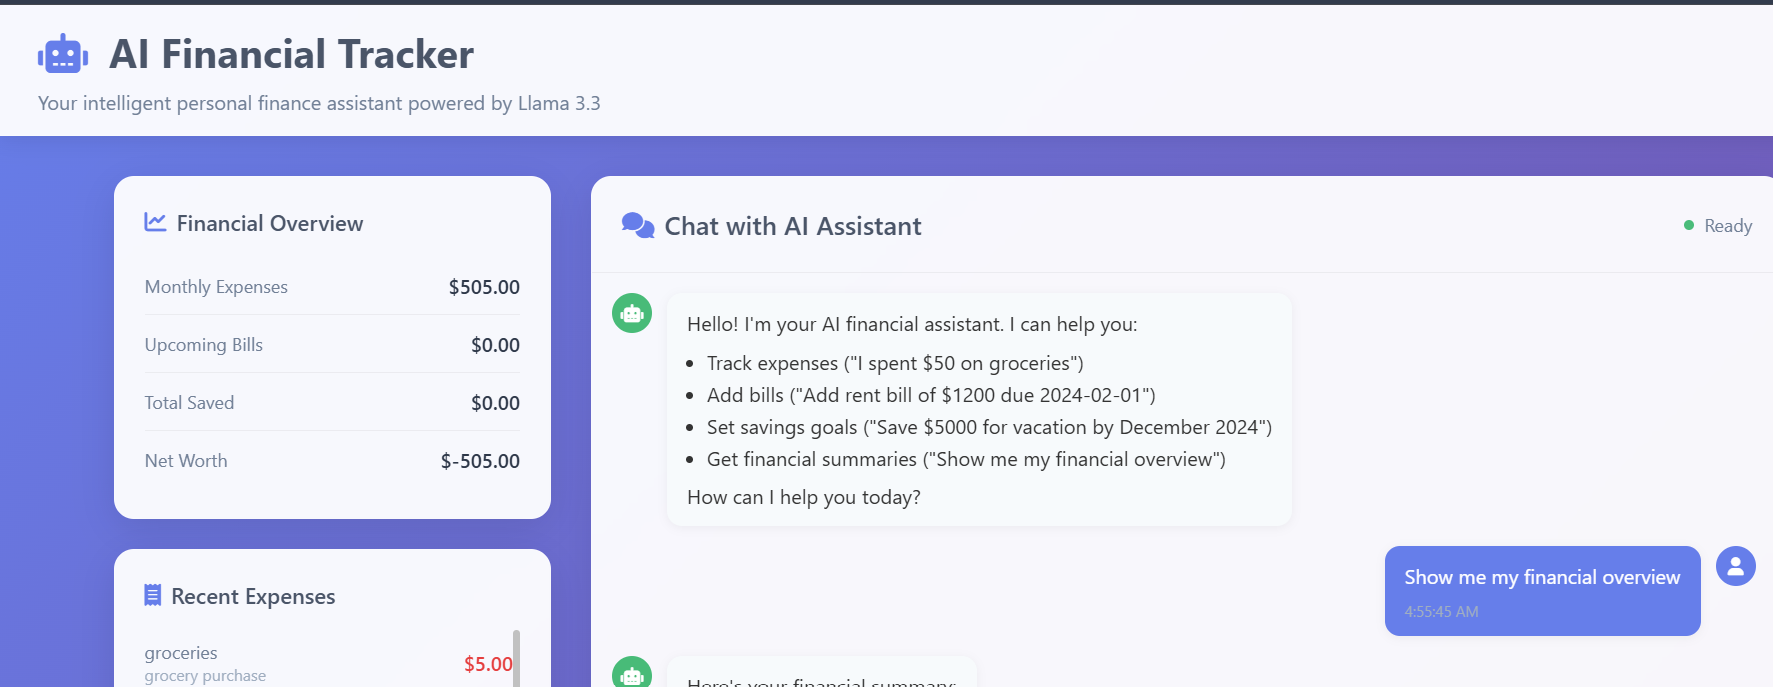 AI Financial Tracker
Your intelligent personal finance assistant powered by Llama 3.3
Financial Overview
Monthly Expenses $505.00
Upcoming Bills $0.00
Total Saved $0.00
Net Worth $-505.00
Recent Expenses
groceries
grocery purchase
$5.00
Chat with AI Assistant
Ready
Hello! I'm your AI financial assistant. I can help you:
• Track expenses ("I spent $50 on groceries")
• Add bills ("Add rent bill of $1200 due 2024-02-01")
• Set savings goals ("Save $5000 for vacation by December 2024")
• Get financial summaries ("Show me my financial overview")
How can I help you today?
Show me my financial overview
4:55:45 AM
Here's your financial summary: